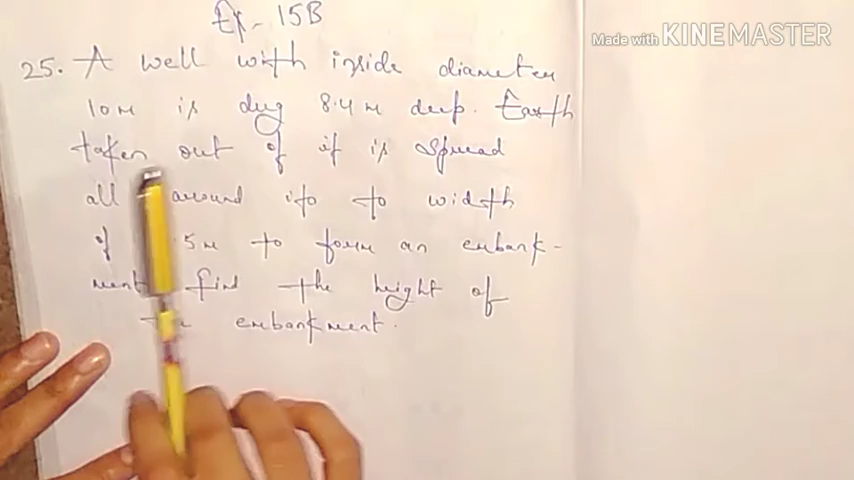 Ex- 15B
Made with KINEMASTER
25. A well with inside diameter
10m is dug 8.4m deep. Earth
taken out of it is spread
all around it to width
of .5m to form an embank-
ment find the height of
embankment.